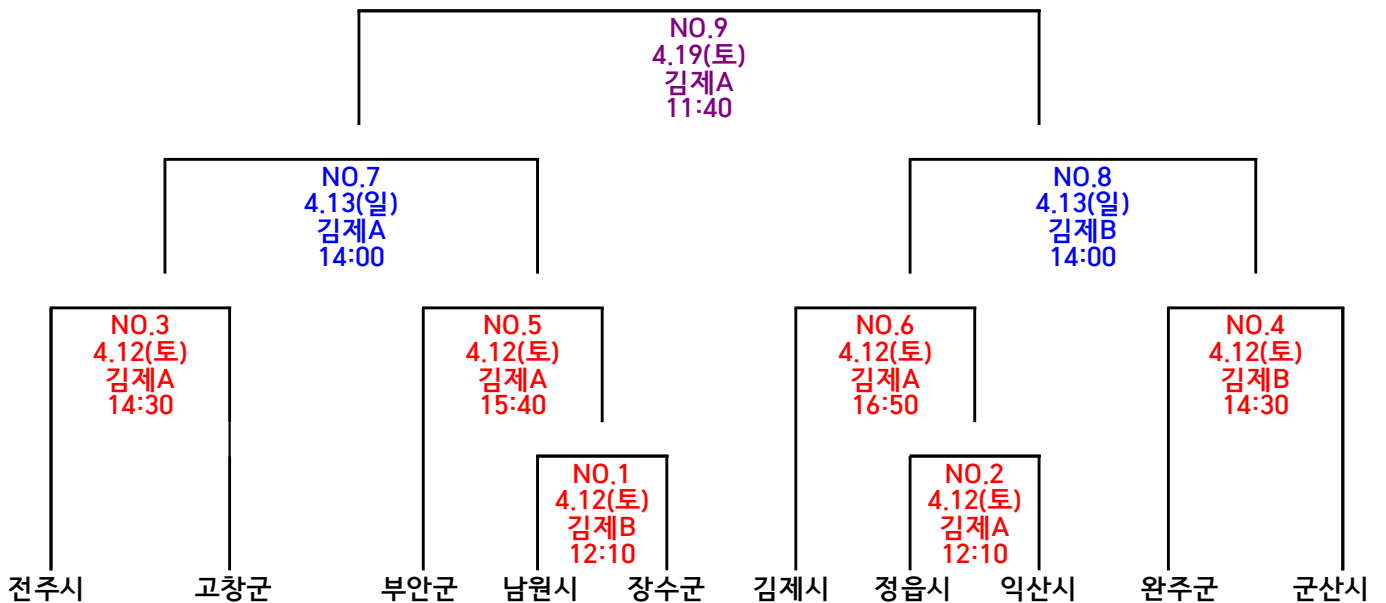 NO.9
4.19(토)
김제A
11:40
NO.7
4.13(일)
김제A
14:00
NO.8
4.13(일)
김제B
14:00
NO.3
4.12(토)
김제A
14:30
NO.5
4.12(토)
김제A
15:40
NO.6
4.12(토)
김제A
16:50
NO.4
4.12(토)
김제B
14:30
NO.1
4.12(토)
김제B
12:10
NO.2
4.12(토)
김제A
12:10
전주시 고창군 부안군 남원시 장수군 김제시 정읍시 익산시 완주군 군산시